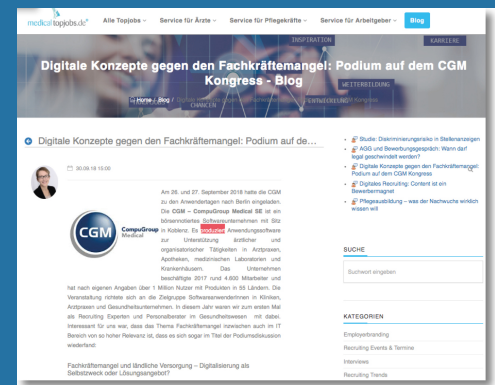 medical topjobs.de
Alle Topjobs
Service für Ärzte
Service für Pflegekräfte
Service für Arbeitgeber
Blog
INSPIRATION
KARRIERE
Digitale Konzepte gegen den Fachkräftemangel: Podium auf dem CGM
Kongress - Blog
WEITERBILDUNG
Home / Blog / Digitale Konzepte gegen den Fachkräftemangel: Podium auf dem CGM Kongress
CHANCEN
ENTWICKLUNG
Digitale Konzepte gegen den Fachkräftemangel: Podium auf de...
30.09.18 15:00
Am 26. und 27. September 2018 hatte die CGM
zu den Anwendertagen nach Berlin eingeladen.
Die CGM – CompuGroup Medical SE ist ein
börsennotiertes Softwareunternehmen mit Sitz
in Koblenz. Es produziert Anwendungssoftware
zur Unterstützung ärztlicher und
organisatorischer Tätigkeiten in Arztpraxen,
Apotheken, medizinischen Laboratorien und
Krankenhäusern. Das Unternehmen
beschäftigte 2017 rund 4.600 Mitarbeiter und
CGM
CompuGroup
Medical
hat nach eigenen Angaben über 1 Million Nutzer mit Produkten in 55 Ländern. Die
Veranstaltung richtete sich an die Zielgruppe Softwareanwenderinnen in Kliniken,
Arztpraxen und Gesundheitsunternehmen. In diesem Jahr waren wir zum ersten Mal
als Recruiting Experten und Personalberater im Gesundheitswesen mit dabei.
Interessant für uns war, dass das Thema Fachkräftemangel inzwischen auch im IT
Bereich von so hoher Relevanz ist, dass es sich sogar im Titel der Podiumsdiskussion
wiederfand:
Fachkräftemangel und ländliche Versorgung – Digitalisierung als
Selbstzweck oder Lösungsangebot?
Studie: Diskriminierungsrisiko in Stellenanzeigen
AGG und Bewerbungsgespräch: Wann darf
legal geschwindelt werden?
Digitale Konzepte gegen den Fachkräftemangel:
Podium auf dem CGM Kongress
Digitales Recruiting: Content ist ein
Bewerbermagnet
Pflegeausbildung – was der Nachwuchs wirklich
wissen will
SUCHE
Suchwort eingeben
KATEGORIEN
Employerbranding
Recruiting Events & Termine
Interviews
Recruiting Trends